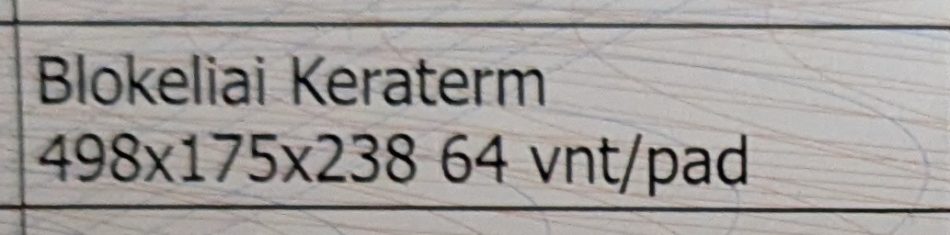 Blokeliai Keraterm
498x175x238 64 vnt/pad